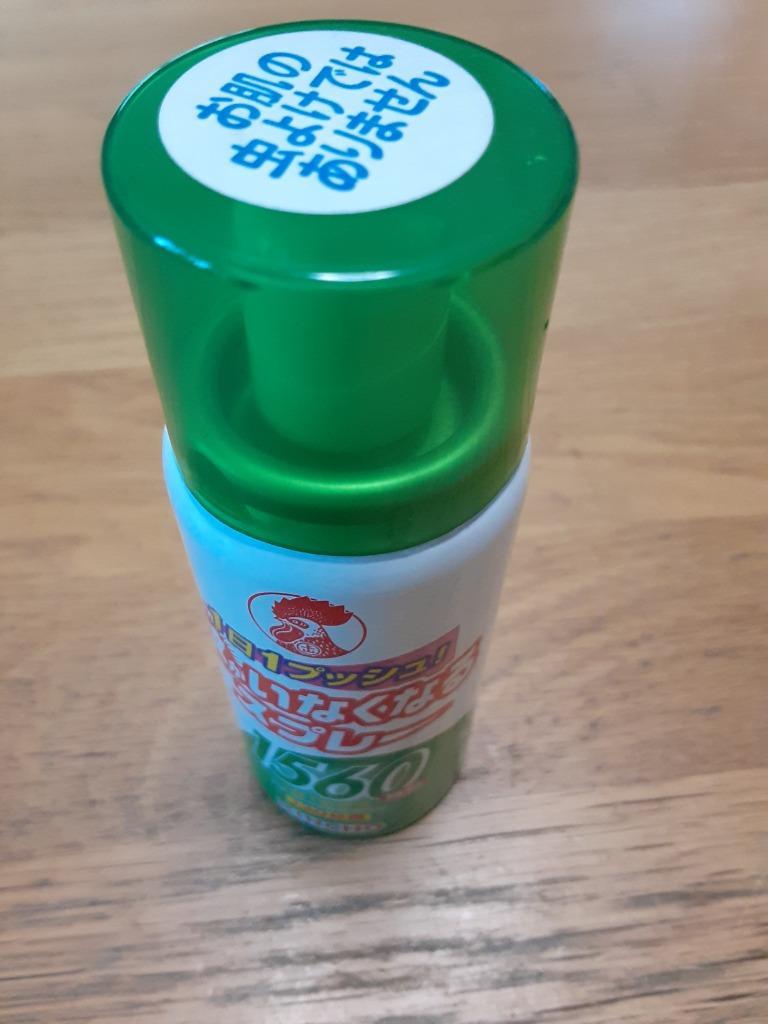 お肌の
虫よけでは
ありません
1日1プッシュ!
がいなくなる
スプレー
1560